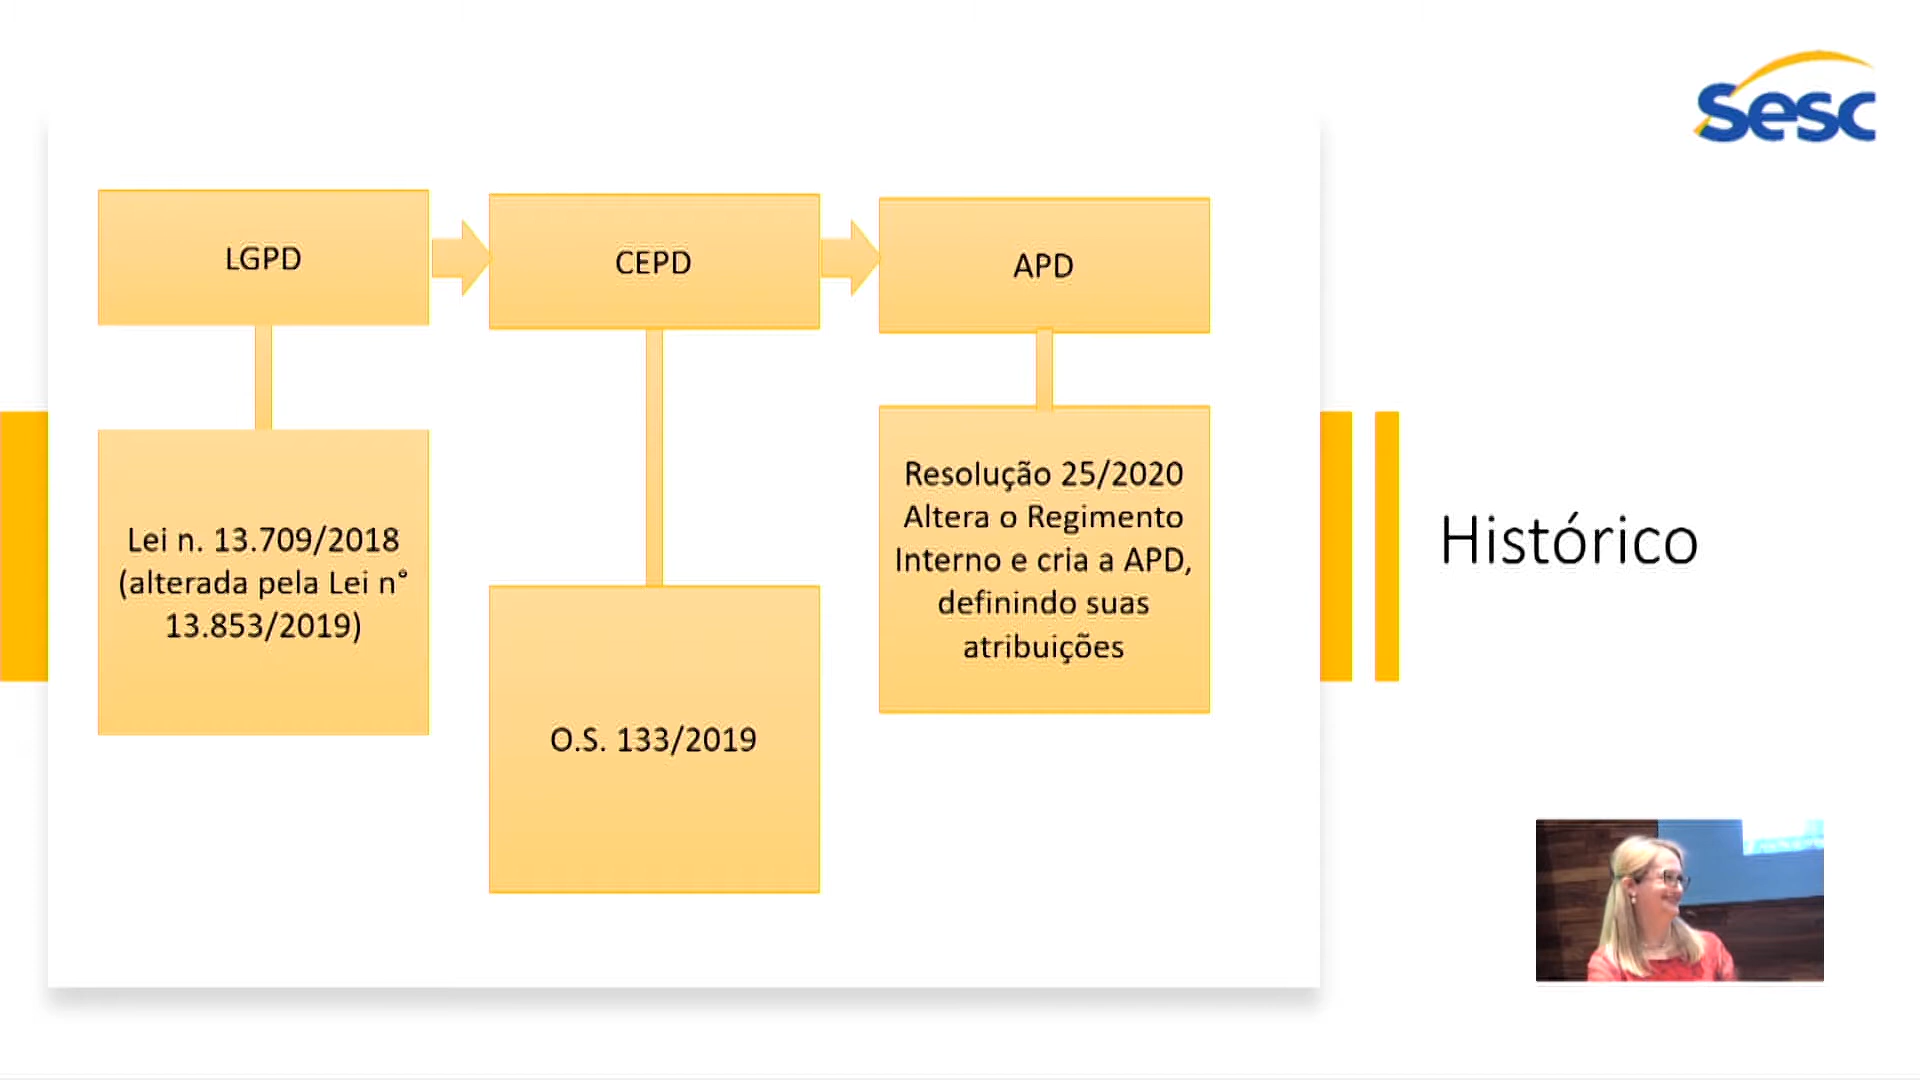 Sesc
LGPD
CEPD
APD
Lei n. 13.709/2018
(alterada pela Lei n°
13.853/2019)
O.S. 133/2019
Resolução 25/2020
Altera o Regimento
Interno e cria a APD,
definindo suas
atribuições
Histórico